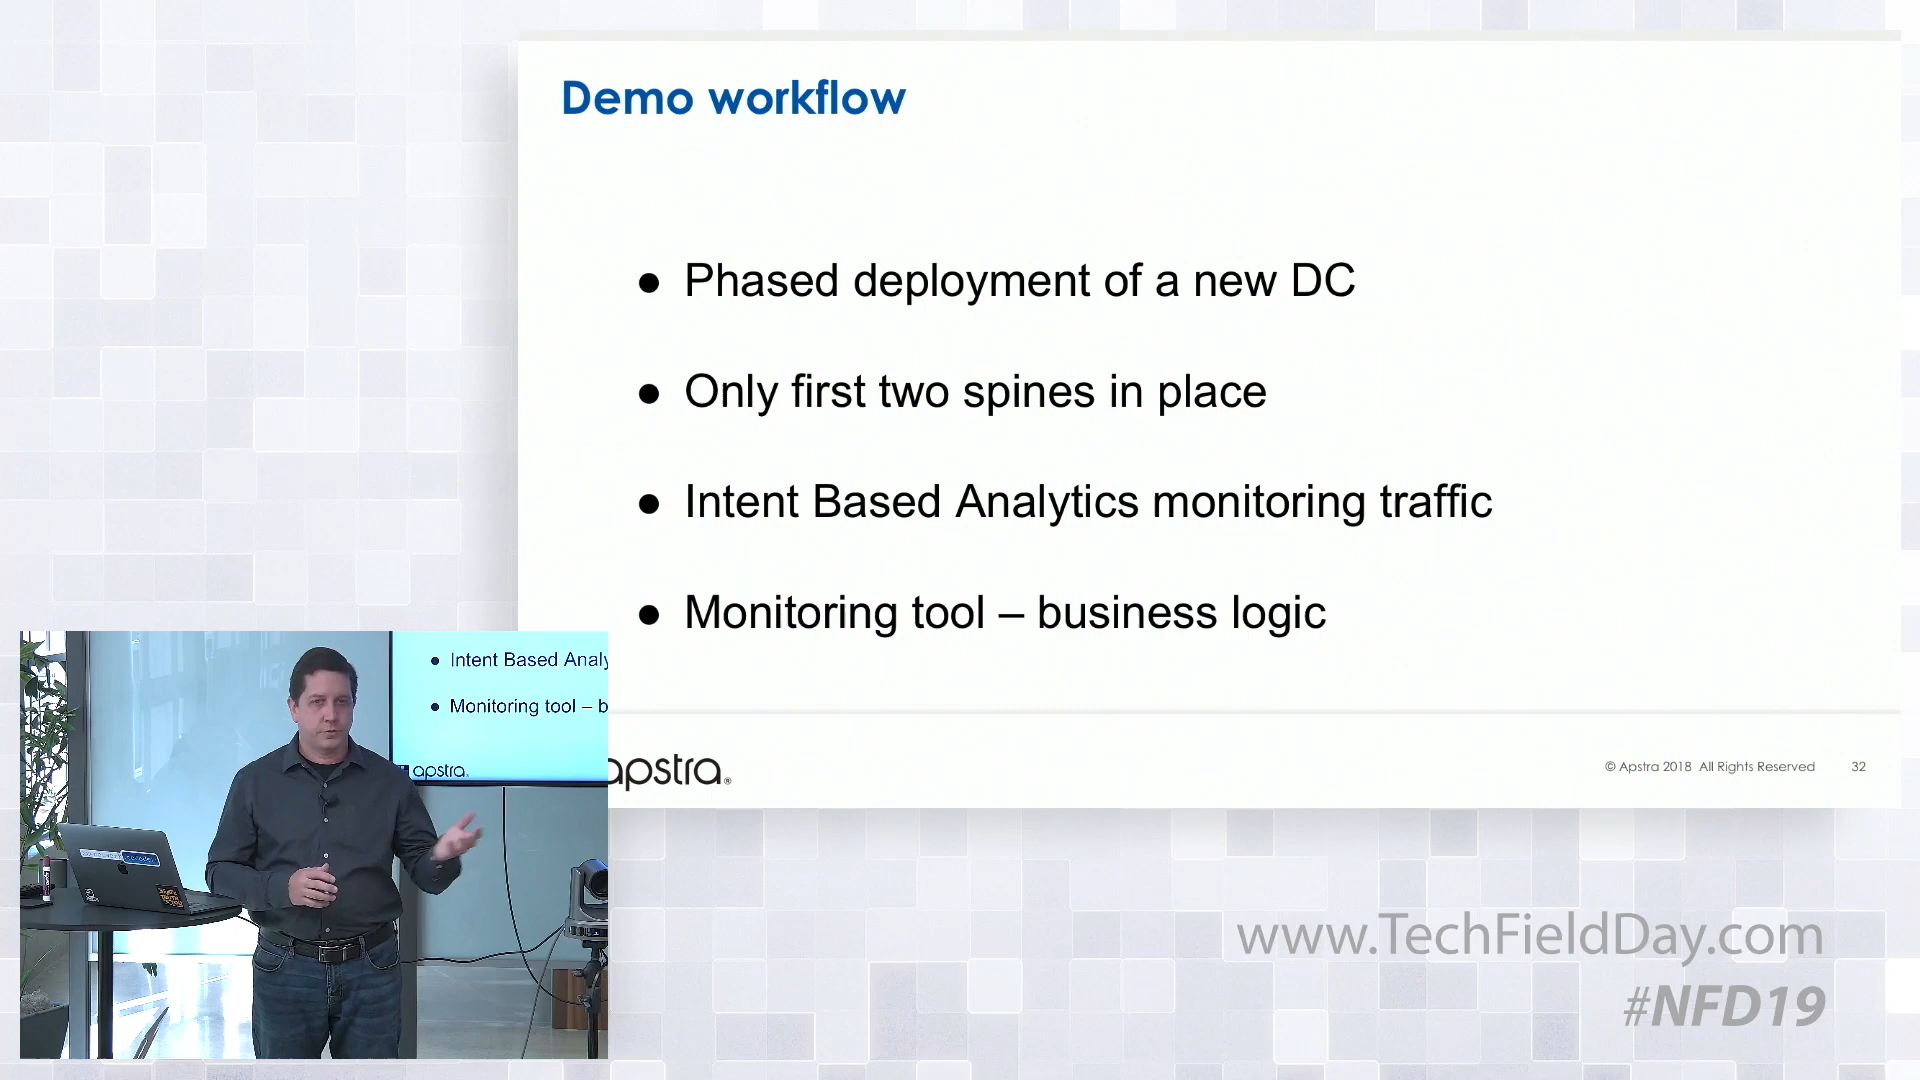 Demo workflow
● Phased deployment of a new DC
● Only first two spines in place
● Intent Based Analytics monitoring traffic
● Monitoring tool – business logic
apstra®
© Apstra 2018 All Rights Reserved 32
● Intent Based Analy
● Monitoring tool – b
apstra
www.TechFieldDay.com
#NFD19